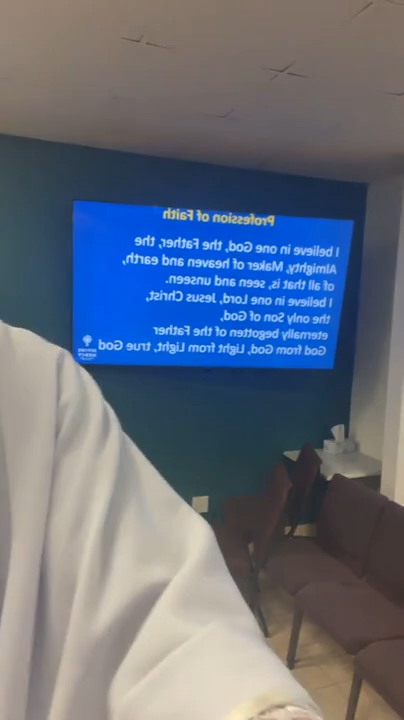 Profession of Faith
I believe in one God, the Father, the
Almighty, Maker of heaven and earth,
of all that is, seen and unseen.
I believe in one Lord, Jesus Christ,
the only Son of God,
eternally begotten of the Father
God from God, Light from Light, true God